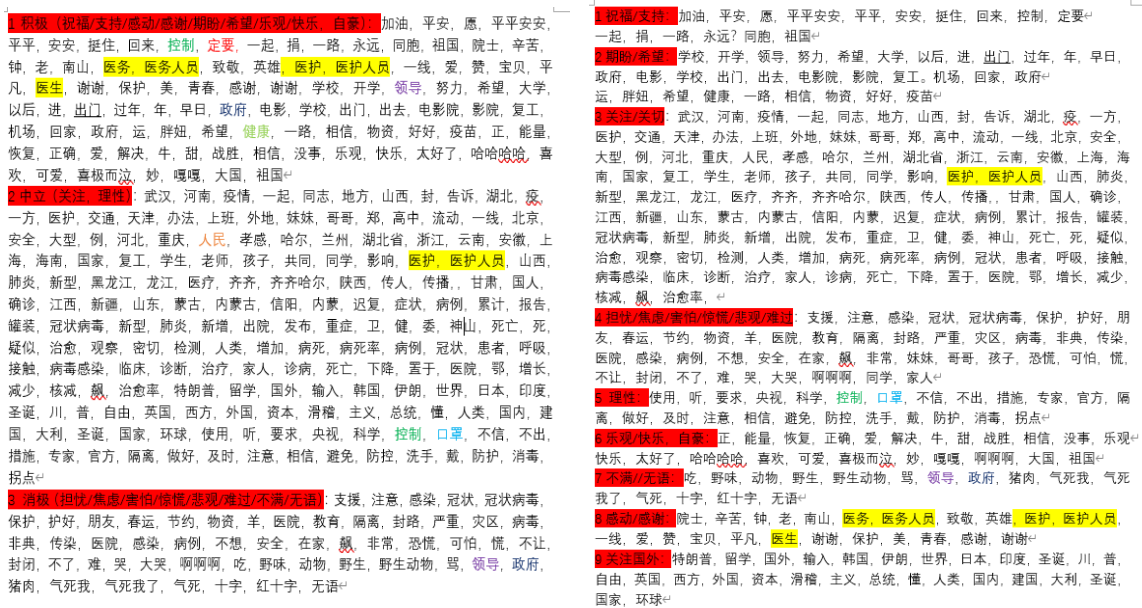 1 积极（祝福/支持/感动/感谢/期盼/希望/乐观/快乐，自豪）：加油，平安，愿，平平安安，
平平，安安，挺住，回来，控制，定要，一起，捐，一路，永远，同胞，祖国，院士，辛苦，
钟，老，南山，医务，医务人员，致敬，英雄，医护，医护人员，一线，爱，赞，宝贝，平
凡，医生，谢谢，保护，美，青春，感谢，谢谢，学校，开学，领导，努力，希望，大学，
以后，进，出门，过年，年，早日，政府，电影，学校，出门，出去，电影院，影院，复工，
机场，回家，政府，运，胖妞，希望，健康，一路，相信，物资，好好，疫苗，正，能量，
恢复，正确，爱，解决，牛，甜，战胜，相信，没事，乐观，快乐，太好了，哈哈哈哈，喜
欢，可爱，喜极而泣，妙，嘎嘎，大国，祖国
2 中立（关注，理性）：武汉，河南，疫情，一起，同志，地方，山西，封，告诉，湖北，疫，
一方，医护，交通，天津，办法，上班，外地，妹妹，哥哥，郑，高中，流动，一线，北京，
安全，大型，例，河北，重庆，人民，孝感，哈尔，兰州，湖北省，浙江，云南，安徽，上
海，海南，国家，复工，学生，老师，孩子，共同，同学，影响，医护，医护人员，山西，
肺炎，新型，黑龙江，龙江，医疗，齐齐，齐齐哈尔，陕西，传人，传播，，甘肃，国人，
确诊，江西，新疆，山东，蒙古，内蒙古，信阳，内蒙，迟复，症状，病例，累计，报告
罐装，冠状病毒，新型，肺炎，新增，出院，发布，重症，卫，健，委，神山，死亡，死，
疑似，治愈，观察，密切，检测，人类，增加，病死，病死率，病例，冠状，患者，呼吸，
接触，病毒感染，临床，诊断，治疗，家人，诊病，死亡，下降，置于，医院，鄂，增长，
减少，核减，飙，治愈率，特朗普，留学，国外，输入，韩国，伊朗，世界，日本，印度，
圣诞，川，普，自由，英国，西方，外国，资本，滑稽，主义，总统，懂，人类，国内，建
国，大利，圣诞，国家，环球，使用，听，要求，央视，科学，控制，口罩，不信，不出，
措施，专家，官方，隔离，做好，及时，注意，相信，避免，防控，洗手，戴，防护，消毒，
拐点
3 消极（担忧/焦虑/害怕/惊慌/悲观/难过/不满/无语）：支援，注意，感染，冠状，冠状病毒，
保护，护好，朋友，春运，节约，物资，羊，医院，教育，隔离，封路，严重，灾区，病毒，
非典，传染，医院，感染，病例，不想，安全，在家，飙，非常，恐慌，可怕，慌，不让，
封闭，不了，难，哭，大哭，啊啊啊，吃，野味，动物，野生，野生动物，骂，领导，政府，
猪肉，气死我，气死我了，气死，十字，红十字，无语
1 祝福/支持：加油，平安，愿，平平安安，平平，安安，挺住，回来，控制，定要
一起，捐，一路，永远？同胞，祖国
2 期盼/希望：学校，开学，领导，努力，希望，大学，以后，进，出门，过年，年，早日，
政府，电影，学校，出门，出去，电影院，影院，复工。机场，回家，政府
运，胖妞，希望，健康，一路，相信，物资，好好，疫苗
3 关注/关切：武汉，河南，疫情，一起，同志，地方，山西，封，告诉，湖北，疫，一方，
医护，交通，天津，办法，上班，外地，妹妹，哥哥，郑，高中，流动，一线，北京，安全，
大型，例，河北，重庆，人民，孝感，哈尔，兰州，湖北省，浙江，云南，安徽，上海，海
南，国家，复工，学生，老师，孩子，共同，同学，影响，医护，医护人员，山西，肺炎，
新型，黑龙江，龙江，医疗，齐齐，齐齐哈尔，陕西，传人，传播，，甘肃，国人，确诊，
江西，新疆，山东，蒙古，内蒙古，信阳，内蒙，迟复，症状，病例，累计，报告，罐装，
冠状病毒，新型，肺炎，新增，出院，发布，重症，卫，健，委，神山，死亡，死，疑似，
治愈，观察，密切，检测，人类，增加，病死，病死率，病例，冠状，患者，呼吸，接触，
病毒感染，临床，诊断，治疗，家人，诊病，死亡，下降，置于，医院，鄂，增长，减少，
核减，飙，治愈率，
4 担忧/焦虑/害怕/惊慌/悲观/难过：支援，注意，感染，冠状，冠状病毒，保护，护好，朋
友，春运，节约，物资，羊，医院，教育，隔离，封路，严重，灾区，病毒，非典，传染，
医院，感染，病例，不想，安全，在家，飙，非常，妹妹，哥哥，孩子，恐慌，可怕，慌，
不让，封闭，不了，难，哭，大哭，啊啊啊，同学，家人
5 理性：使用，听，要求，央视，科学，控制，口罩，不信，不出，措施，专家，官方，隔
离，做好，及时，注意，相信，避免，防控，洗手，戴，防护，消毒，拐点
6 乐观/快乐，自豪：正，能量，恢复，正确，爱，解决，牛，甜，战胜，相信，没事，乐观
快乐，太好了，哈哈哈哈，喜欢，可爱，喜极而泣，妙，嘎嘎，啊啊啊，大国，祖国
7 不满//无语：吃，野味，动物，野生，野生动物，骂，领导，政府，猪肉，气死我，气死
我了，气死，十字，红十字，无语
8 感动/感谢：院士，辛苦，钟，老，南山，医务，医务人员，致敬，英雄，医护，医护人员，
一线，爱，赞，宝贝，平凡，医生，谢谢，保护，美，青春，感谢，谢谢
9 关注国外：特朗普，留学，国外，输入，韩国，伊朗，世界，日本，印度，圣诞，川，普，
自由，英国，西方，外国，资本，滑稽，主义，总统，懂，人类，国内，建国，大利，圣诞，
国家，环球